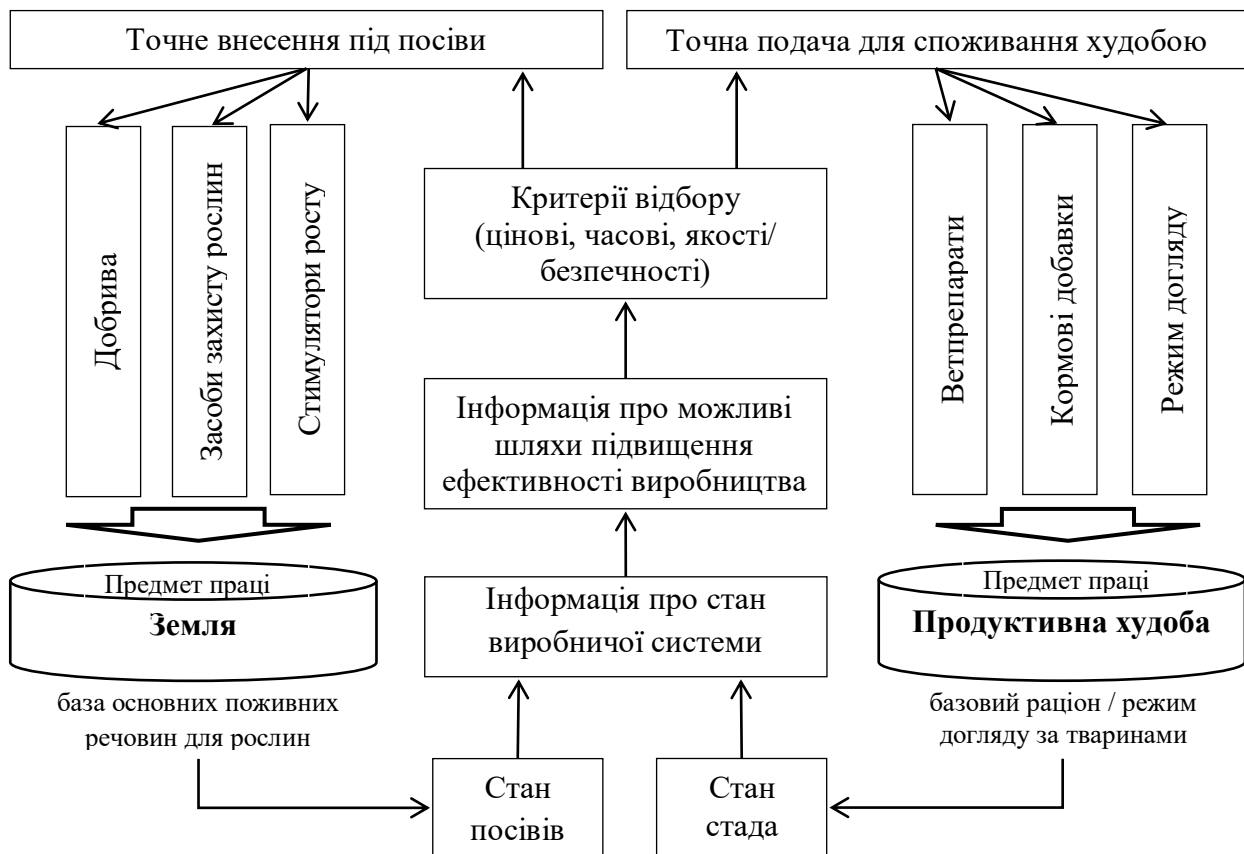 Точне внесення під посіви
Точна подача для споживання худобою
Добрива
Засоби захисту рослин
Стимулятори росту
Критерії відбору
(цінові, часові, якості/
безпечності)
Ветпрепарати
Кормові добавки
Режим догляду
Інформація про можливі
шляхи підвищення
ефективності виробництва
Предмет праці
Земля
Інформація про стан
виробничої системи
Предмет праці
Продуктивна худоба
база основних поживних
речовин для рослин
базовий раціон / режим
догляду за тваринами
Стан
посівів
Стан
стада